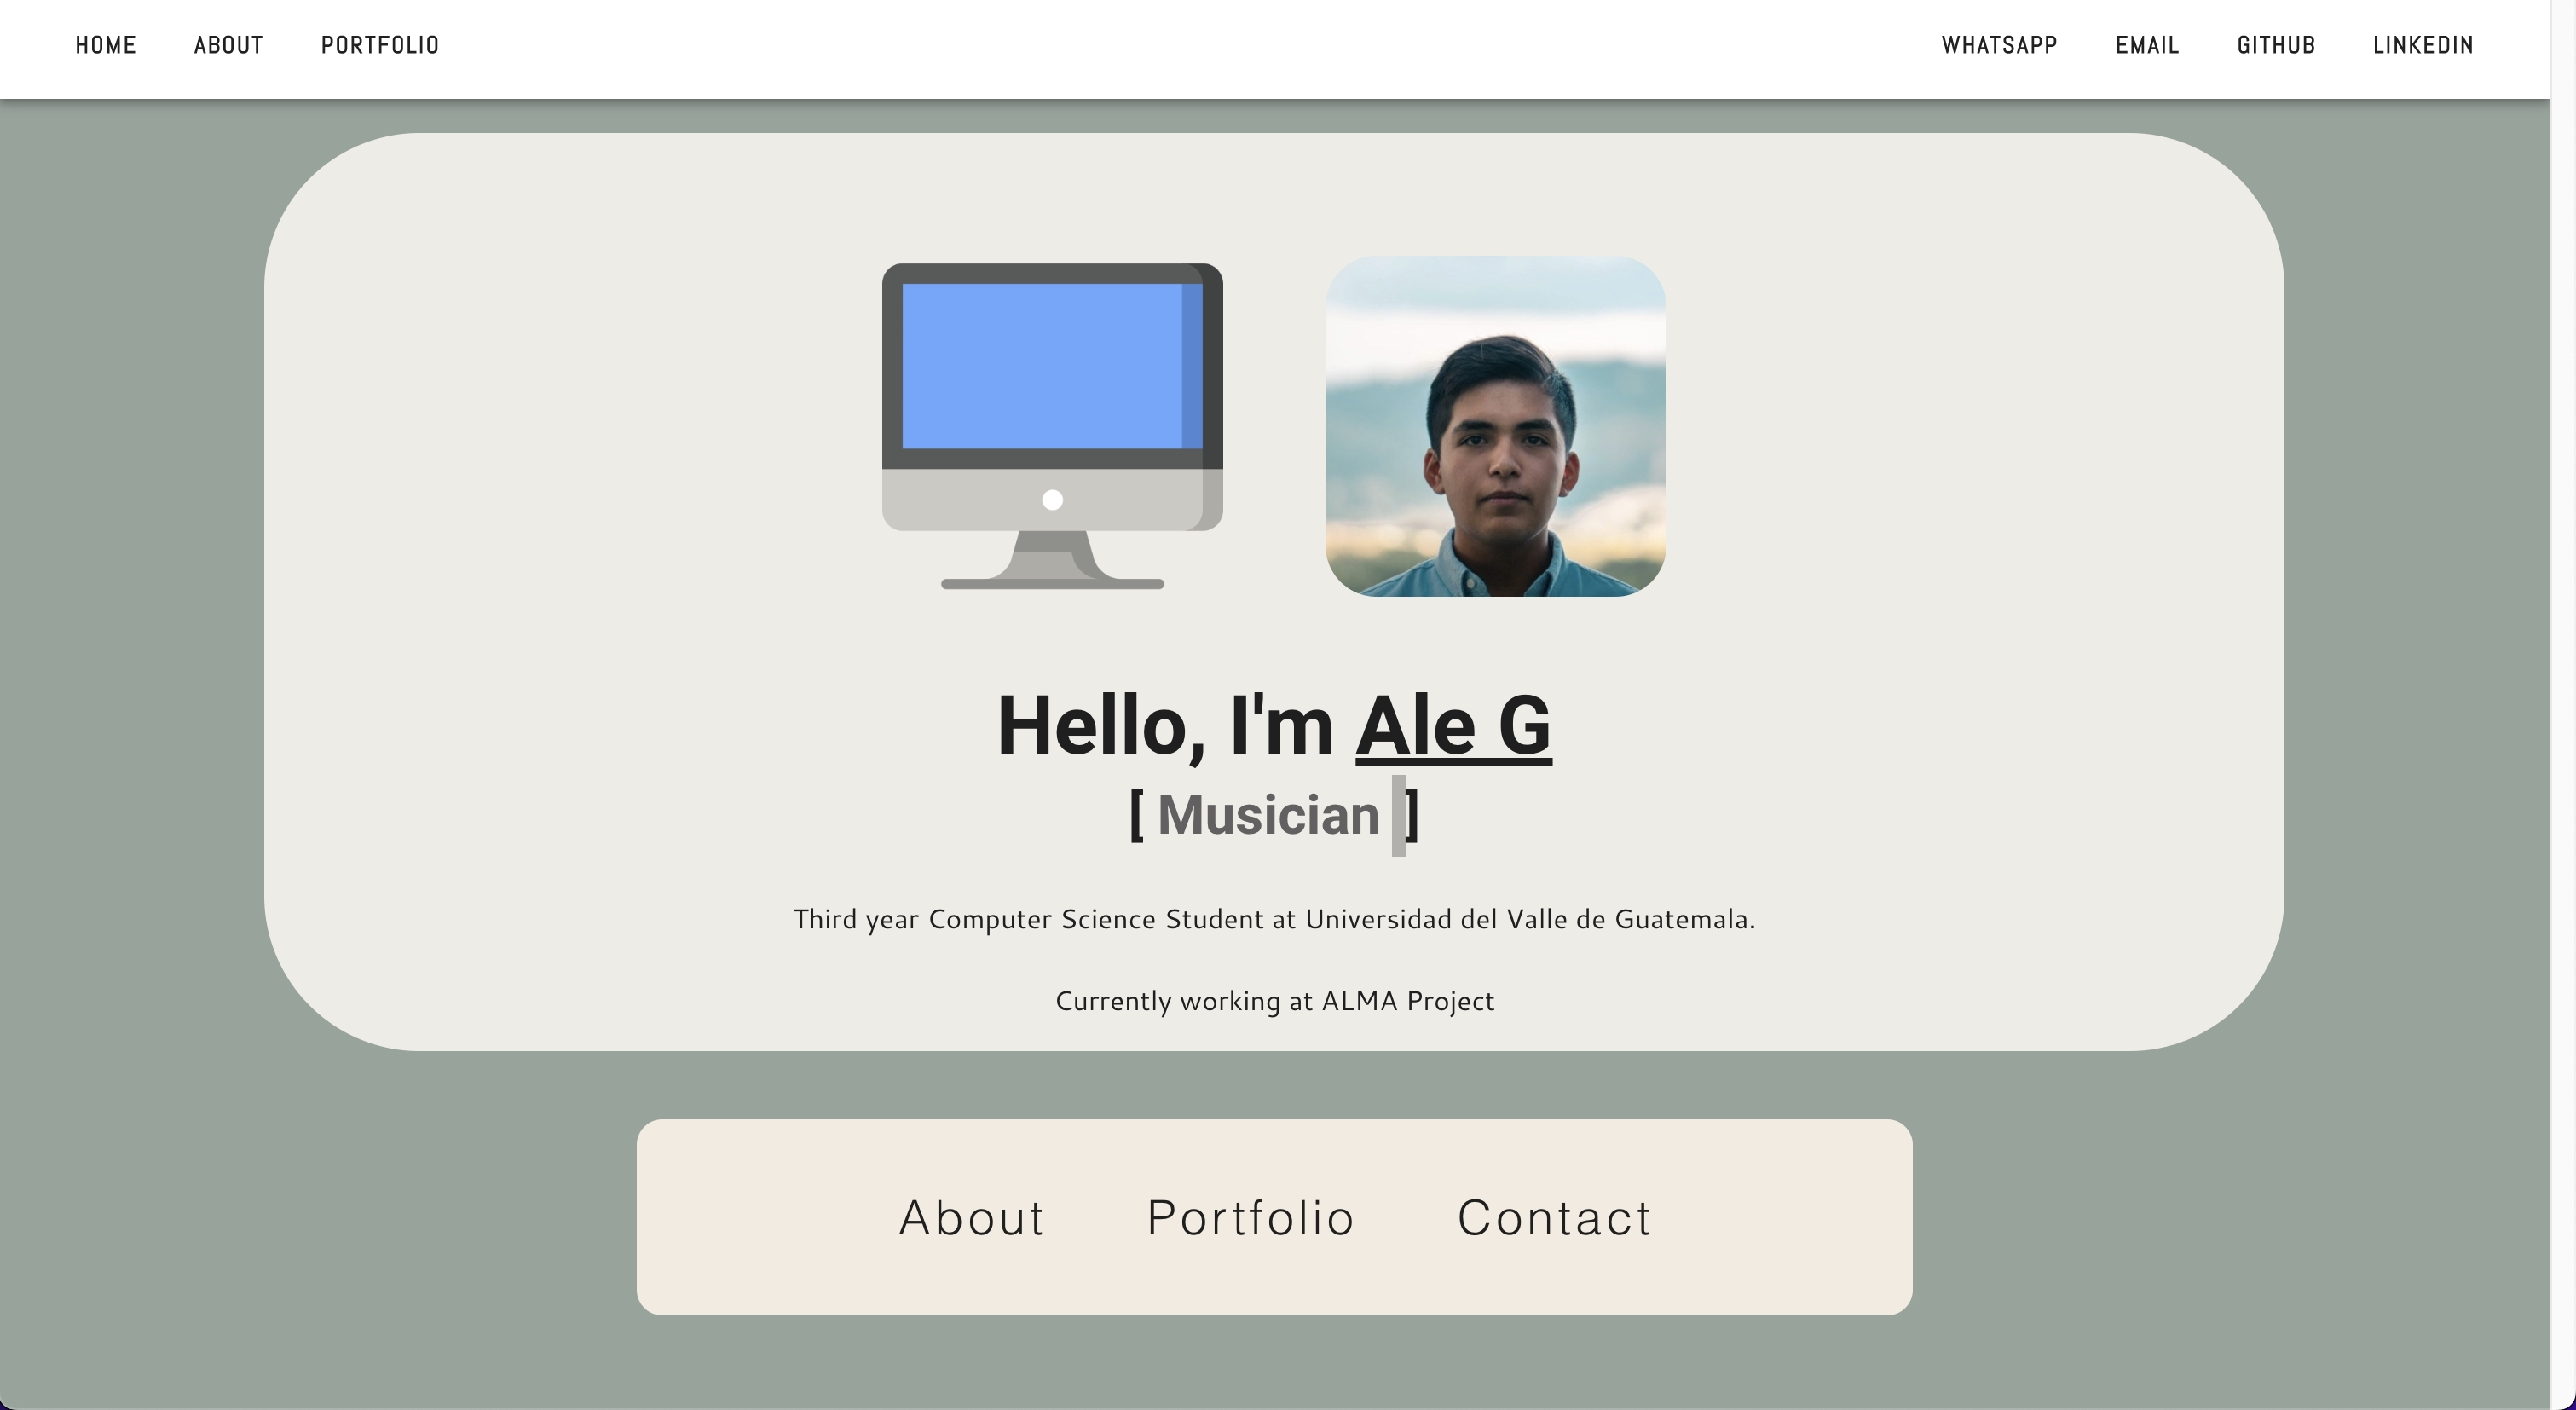 HOME ABOUT PORTFOLIO WHATSAPP EMAIL GITHUB LINKEDIN
Hello, I'm Ale G
[ Musician ]
Third year Computer Science Student at Universidad del Valle de Guatemala.
Currently working at ALMA Project
About Portfolio Contact